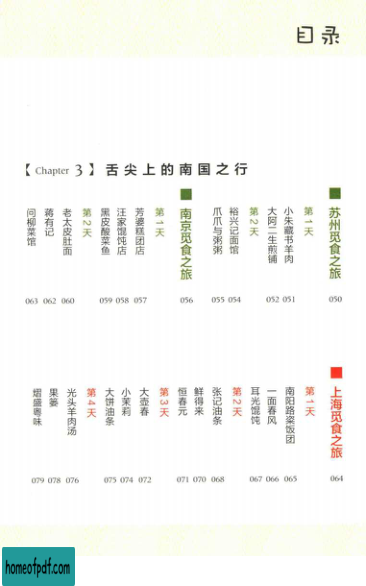 目录
【Chapter 3】舌尖上的南国之行
苏州觅食之旅 050
第1天
小朱藏书羊肉 051
大阿二生煎铺 052
第2天
裕兴记面馆 054
爪爪与粥粥 055
南京觅食之旅 056
第1天
芳婆糕团店 057
汪家馄饨店 058
黑皮酸菜鱼 059
第2天
老太皮肚面 060
蒋有记 062
问柳菜馆 063
上海觅食之旅 064
第1天
南阳路粢饭团 065
一面春风 066
耳光馄饨 067
第2天
张记油条 068
鲜得来 070
恒春元 071
第3天
大壶春 072
小茉莉 074
大饼油条 075
第4天
光头羊肉汤 076
果篓 078
熠盛粤味 079
homeofpdf.com